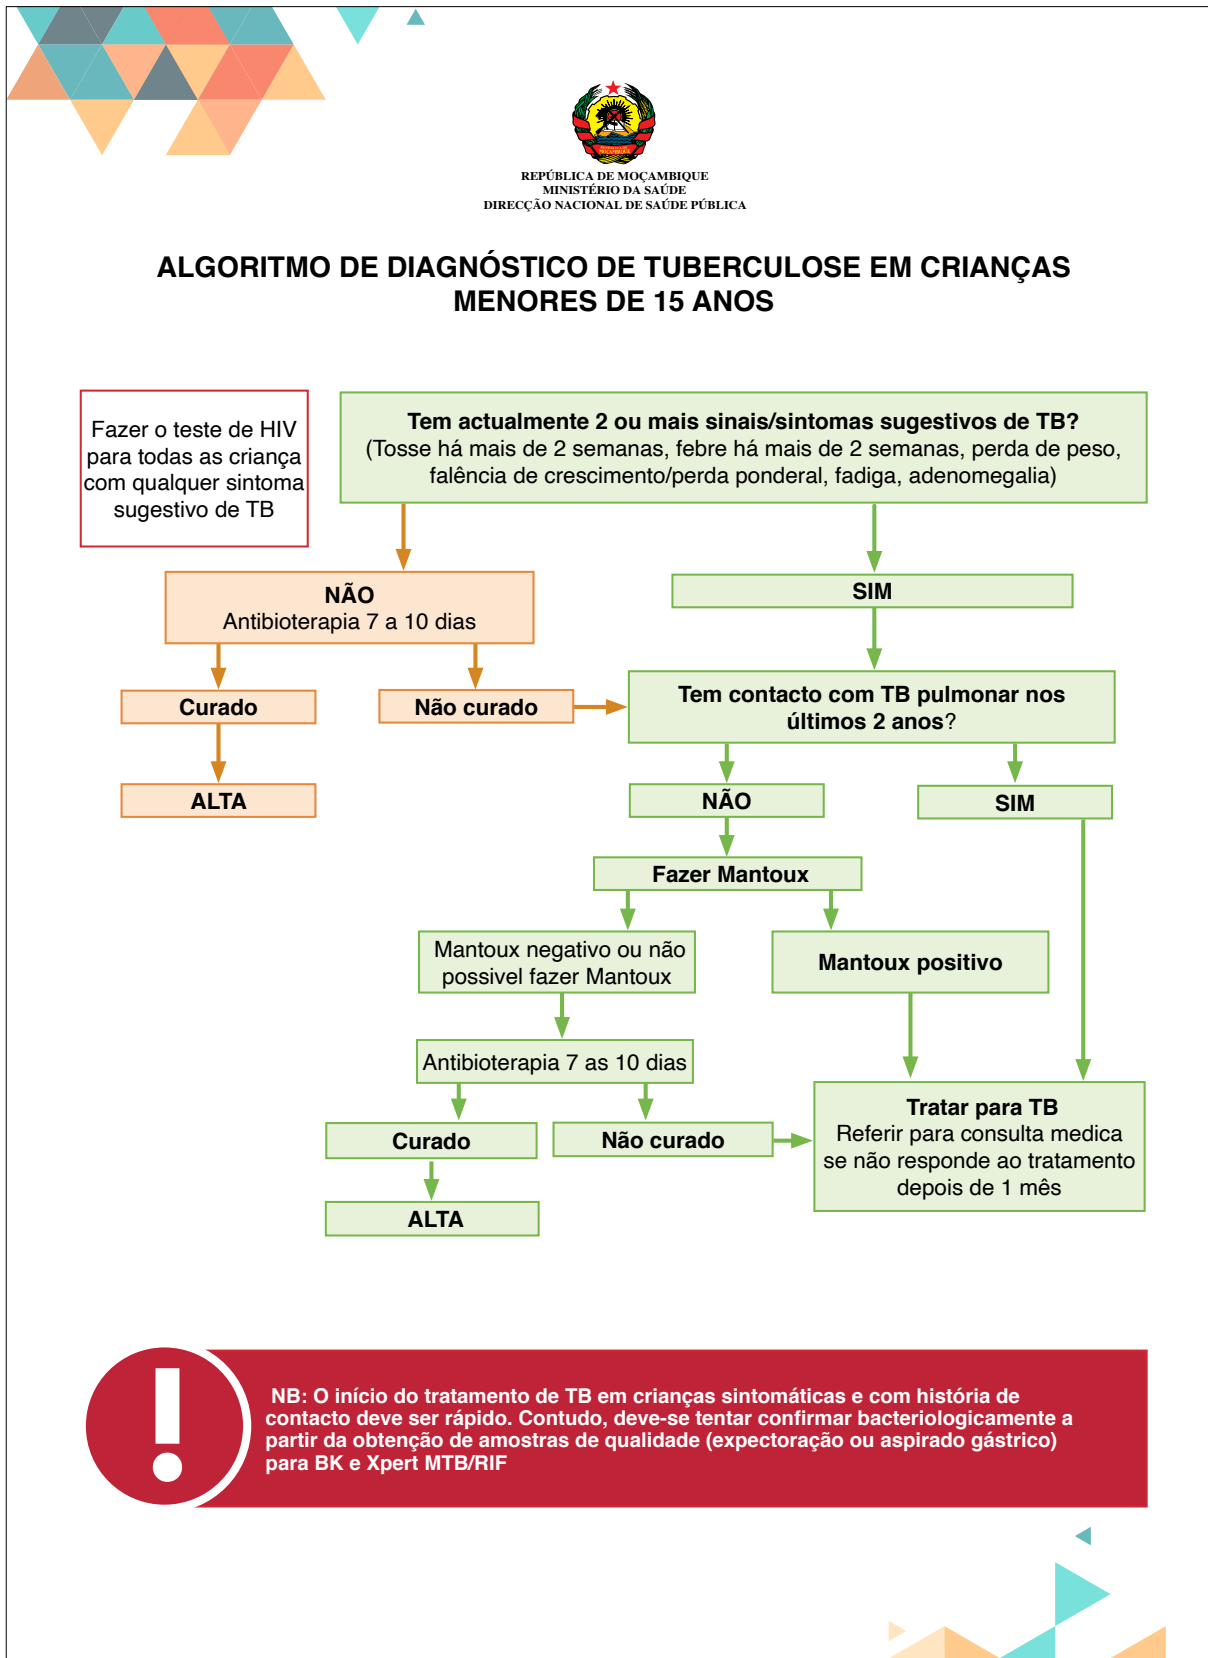 REPÚBLICA DE MOÇAMBIQUE
MINISTÉRIO DA SAÚDE
DIRECÇÃO NACIONAL DE SAÚDE PÚBLICA
ALGORITMO DE DIAGNÓSTICO DE TUBERCULOSE EM CRIANÇAS
MENORES DE 15 ANOS
Fazer o teste de HIV
para todas as criança
com qualquer sintoma
sugestivo de TB
Tem actualmente 2 ou mais sinais/sintomas sugestivos de TB?
(Tosse há mais de 2 semanas, febre há mais de 2 semanas, perda de peso,
falência de crescimento/perda ponderal, fadiga, adenomegalia)
NÃO
Antibioterapia 7 a 10 dias
SIM
Curado
Não curado
Tem contacto com TB pulmonar nos
últimos 2 anos?
ALTA
NÃO
SIM
Fazer Mantoux
Mantoux negativo ou não
possivel fazer Mantoux
Mantoux positivo
Antibioterapia 7 as 10 dias
Curado
Não curado
Tratar para TB
Referir para consulta medica
se não responde ao tratamento
depois de 1 mês
ALTA
NB: O início do tratamento de TB em crianças sintomáticas e com história de
contacto deve ser rápido. Contudo, deve-se tentar confirmar bacteriologicamente a
partir da obtenção de amostras de qualidade (expectoração ou aspirado gástrico)
para BK e Xpert MTB/RIF